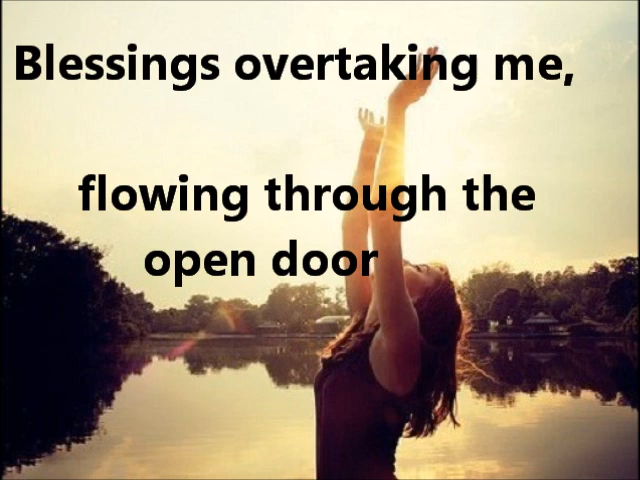 Blessings overtaking me,
flowing through the
open door